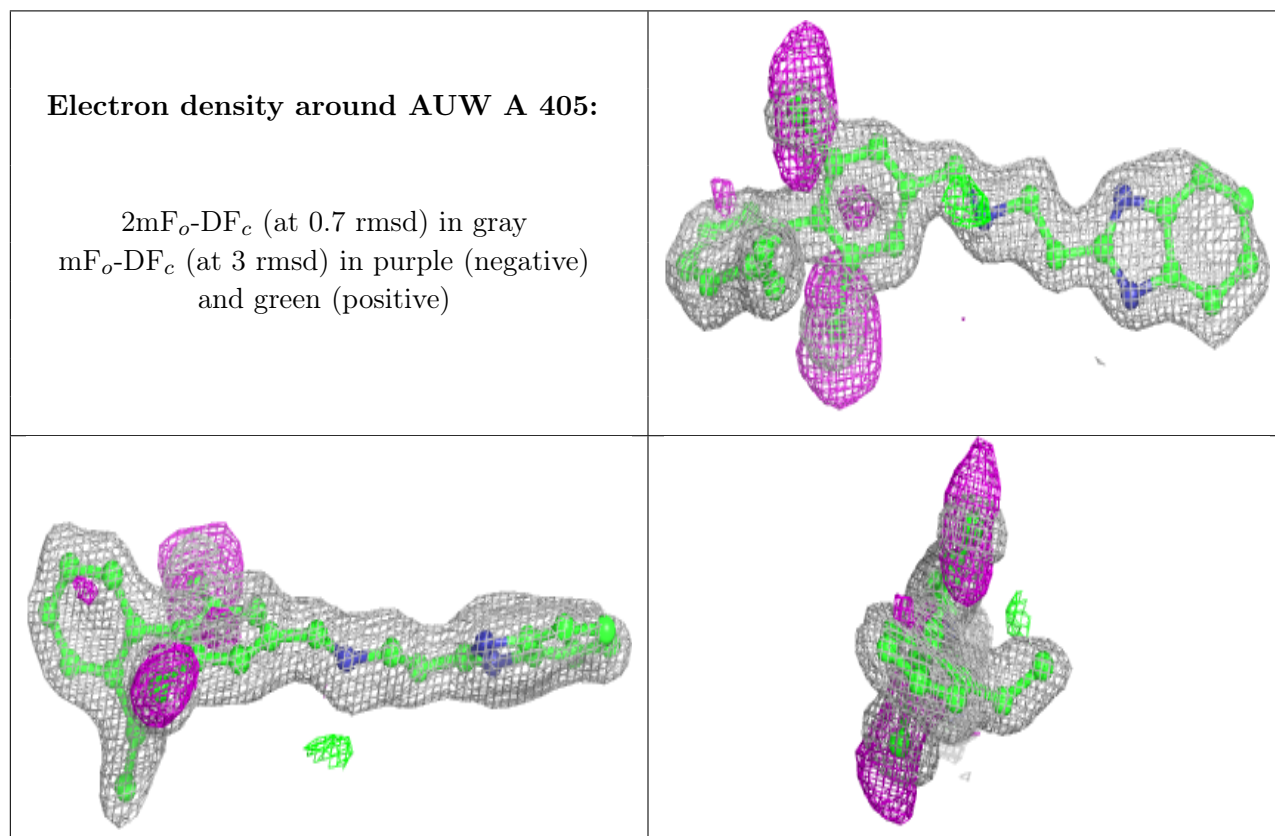 Electron density around AUW A 405:
2mFo-DFc (at 0.7 rmsd) in gray
mFo-DFc (at 3 rmsd) in purple (negative)
and green (positive)